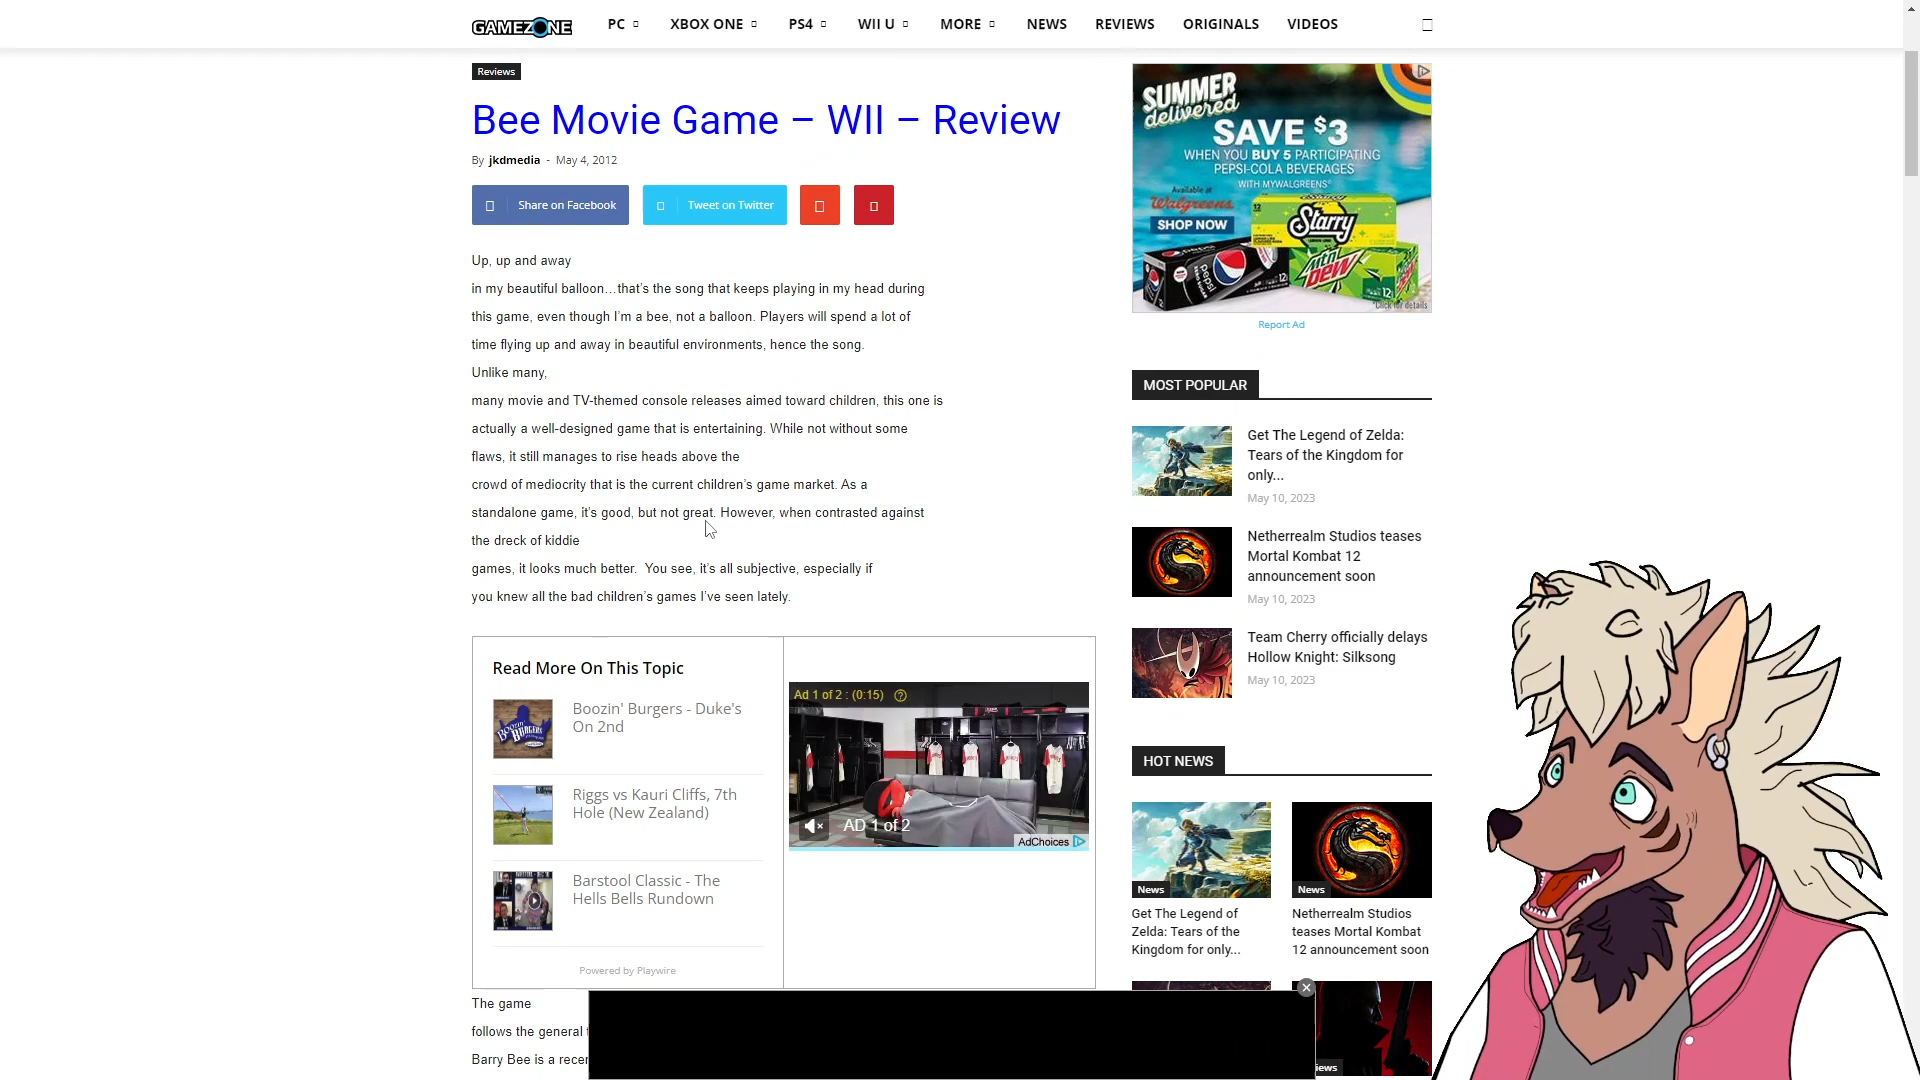 GAMEZONE
PC
XBOX ONE
PS4
WII U
MORE
NEWS
REVIEWS
ORIGINALS
VIDEOS
Reviews
Bee Movie Game – WII – Review
By jkdmedia - May 4, 2012
Share on Facebook
Tweet on Twitter
Up, up and away
in my beautiful balloon…that’s the song that keeps playing in my head during
this game, even though I’m a bee, not a balloon. Players will spend a lot of
time flying up and away in beautiful environments, hence the song.
Unlike many,
many movie and TV-themed console releases aimed toward children, this one is
actually a well-designed game that is entertaining. While not without some
flaws, it still manages to rise heads above the
crowd of mediocrity that is the current children’s game market. As a
standalone game, it’s good, but not great. However, when contrasted against
the dreck of kiddie
games, it looks much better. You see, it’s all subjective, especially if
you knew all the bad children’s games I’ve seen lately.
Read More On This Topic
Boozin' Burgers - Duke's
On 2nd
Riggs vs Kauri Cliffs, 7th
Hole (New Zealand)
Barstool Classic - The
Hells Bells Rundown
Powered by Playwire
Ad 1 of 2 : (0:15)
AD 1 of 2
AdChoices
The game
follows the general
Barry Bee is a recen
SUMMER
delivered
SAVE $3
WHEN YOU BUY 5 PARTICIPATING
PEPSI-COLA BEVERAGES
WITH MYWALGREENS®
Available at
Walgreens
SHOP NOW
Starry
pepsi
Mtn
DEW
*Click for details
Report Ad
MOST POPULAR
Get The Legend of Zelda:
Tears of the Kingdom for
only...
May 10, 2023
Netherrealm Studios teases
Mortal Kombat 12
announcement soon
May 10, 2023
Team Cherry officially delays
Hollow Knight: Silksong
May 10, 2023
HOT NEWS
News
Get The Legend of
Zelda: Tears of the
Kingdom for only...
News
Netherrealm Studios
teases Mortal Kombat
12 announcement soon
iews